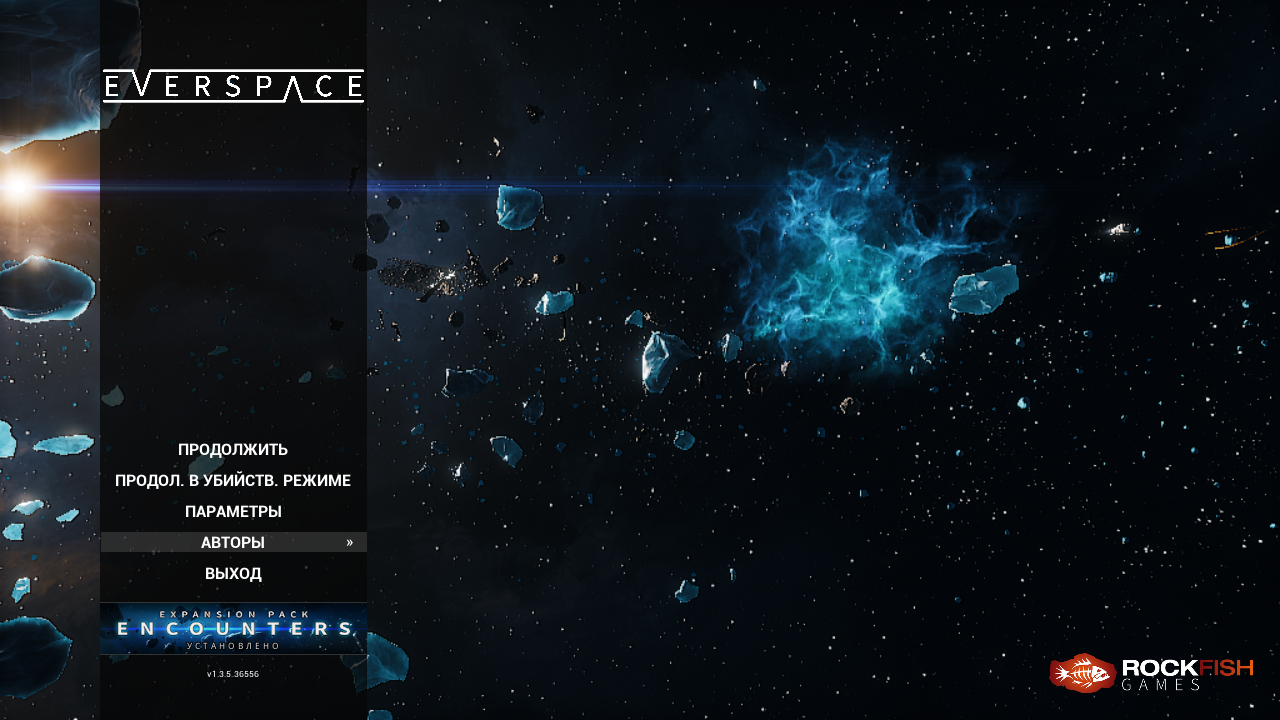 EVERSPACE
ПРОДОЛЖИТЬ
ПРОДОЛ. В УБИЙСТВ. РЕЖИМЕ
ПАРАМЕТРЫ
АВТОРЫ »
ВЫХОД
EXPANSION PACK
ENCOUNTERS
УСТАНОВЛЕНО
v1.3.5.36556
ROCKFISH
GAMES